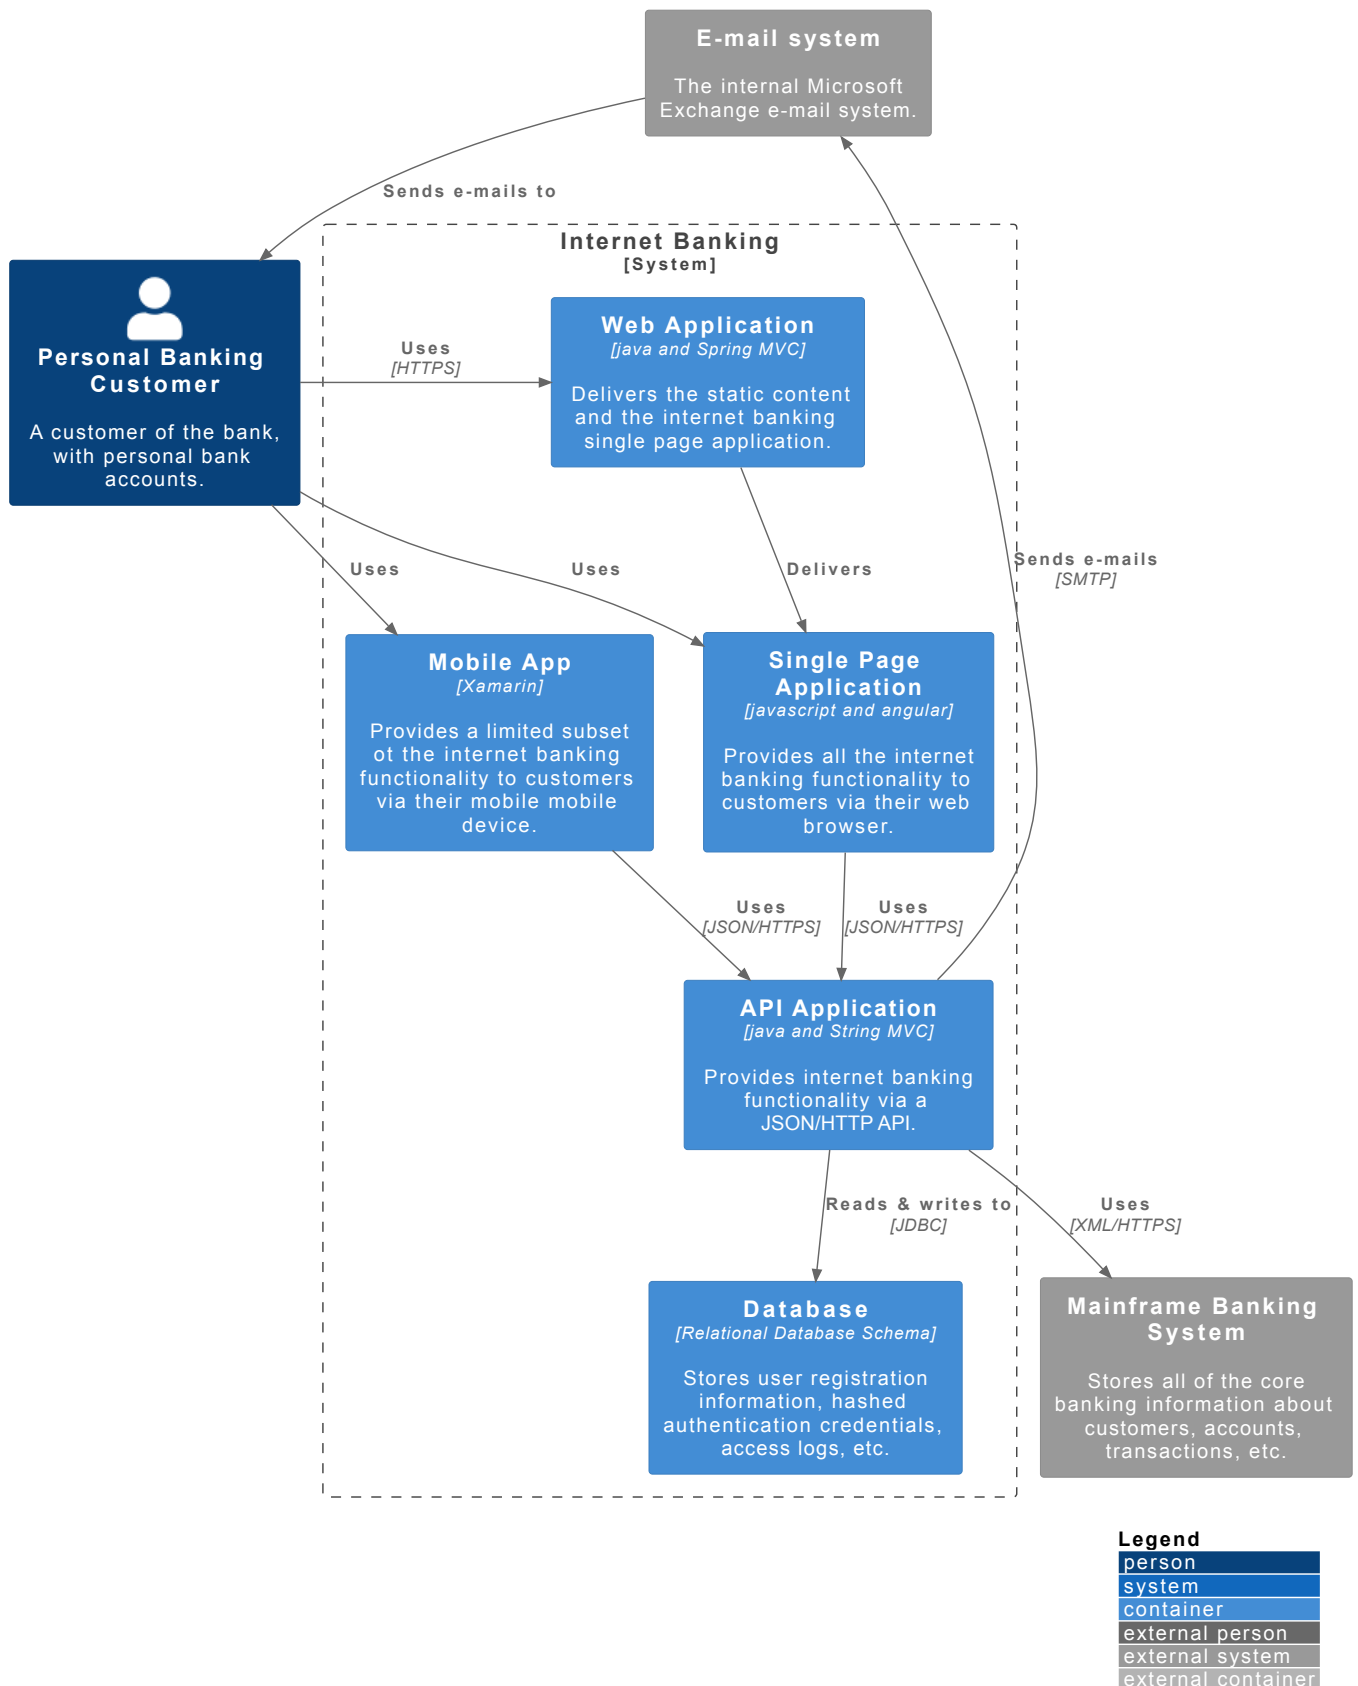 E-mail system
The internal Microsoft
Exchange e-mail system.
Sends e-mails to
Internet Banking
[System]
Personal Banking
Customer
A customer of the bank,
with personal bank
accounts.
Uses
[HTTPS]
Web Application
[java and Spring MVC]
Delivers the static content
and the internet banking
single page application.
Uses
Uses
Delivers
Sends e-mails
[SMTP]
Mobile App
[Xamarin]
Provides a limited subset
ot the internet banking
functionality to customers
via their mobile mobile
device.
Single Page
Application
[javascript and angular]
Provides all the internet
banking functionality to
customers via their web
browser.
Uses
[JSON/HTTPS]
Uses
[JSON/HTTPS]
API Application
[java and String MVC]
Provides internet banking
functionality via a
JSON/HTTP API.
Reads & writes to
[JDBC]
Uses
[XML/HTTPS]
Database
[Relational Database Schema]
Stores user registration
information, hashed
authentication credentials,
access logs, etc.
Mainframe Banking
System
Stores all of the core
banking information about
customers, accounts,
transactions, etc.
Legend
person
system
container
external person
external system
external container